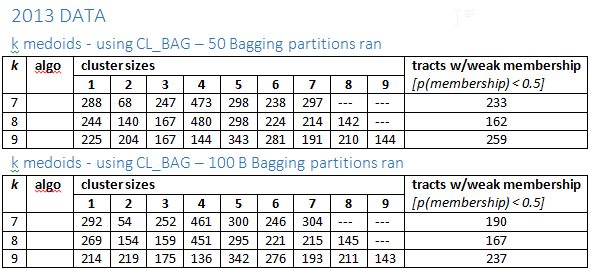 2013 DATA
k medoids - using CL_BAG – 50 Bagging partitions ran
k algo cluster sizes tracts w/weak membership
1 2 3 4 5 6 7 8 9 [p(membership) < 0.5]
7 288 68 247 473 298 238 297 --- --- 233
8 244 140 167 480 298 224 214 142 --- 162
9 225 204 167 144 343 281 191 210 144 259
k medoids - using CL_BAG – 100 B Bagging partitions ran
k algo cluster sizes tracts w/weak membership
1 2 3 4 5 6 7 8 9 [p(membership) < 0.5]
7 292 54 252 461 300 246 304 --- --- 190
8 269 154 159 451 295 221 215 145 --- 167
9 214 219 175 136 342 276 193 211 143 237